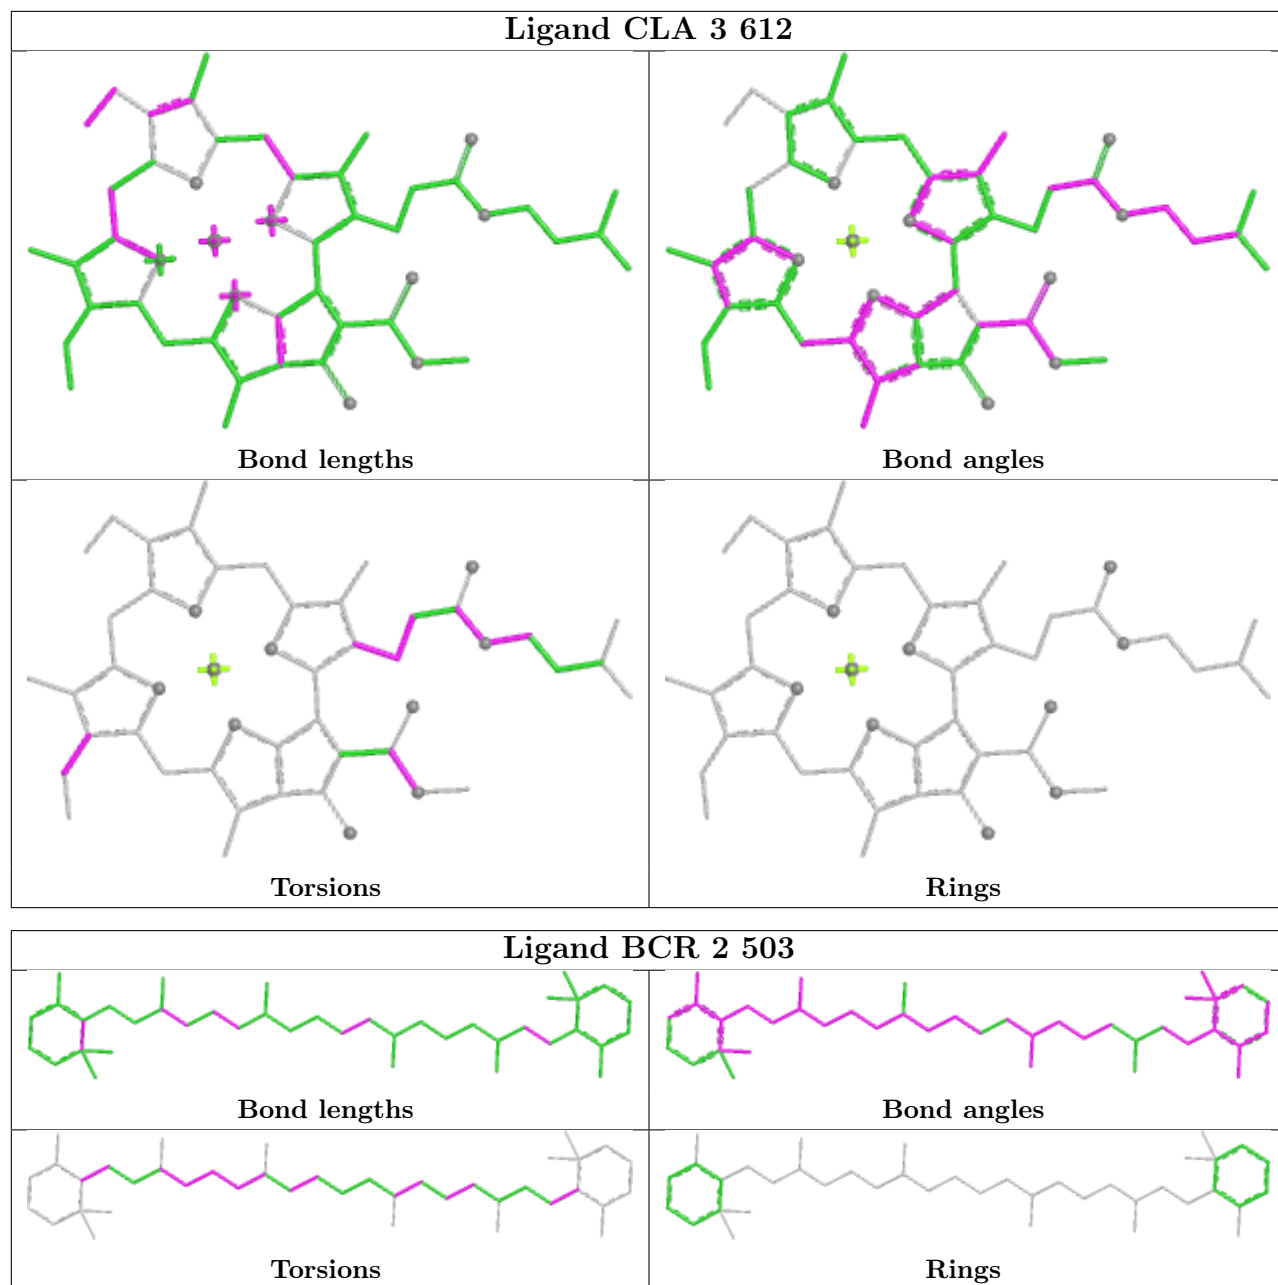 Ligand CLA 3 612
Bond lengths
Bond angles
Torsions
Rings
Ligand BCR 2 503
Bond lengths
Bond angles
Torsions
Rings